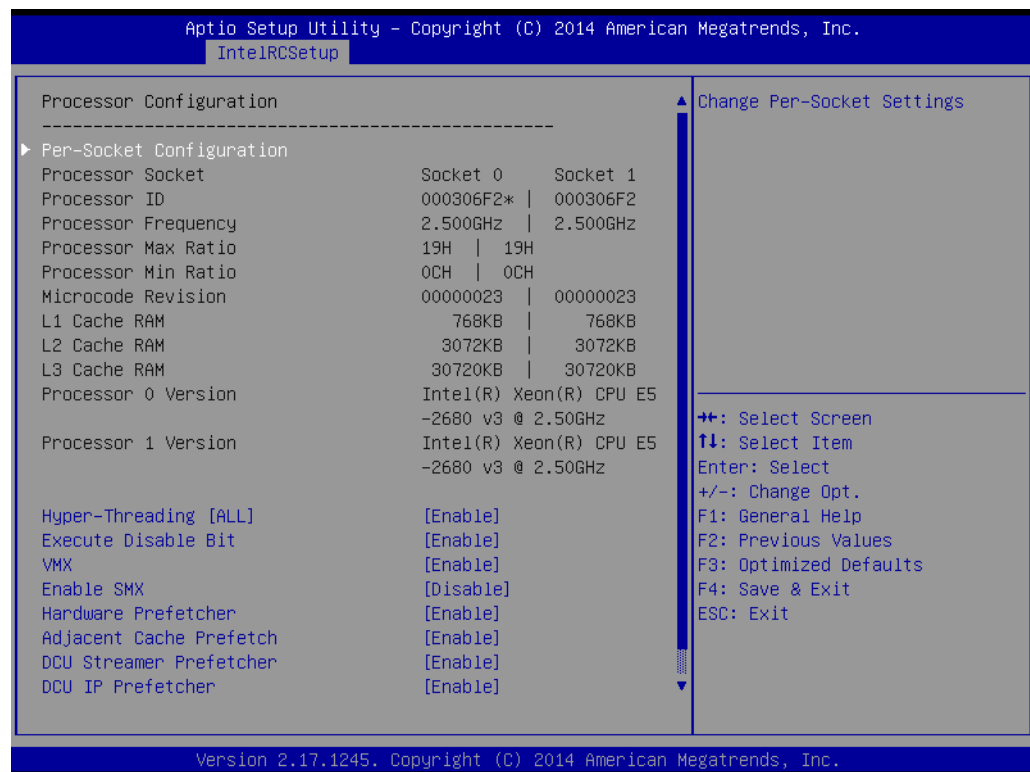 Aptio Setup Utility – Copyright (C) 2014 American Megatrends, Inc.
IntelRCSetup
Processor Configuration
--------------------------------------------------
Per-Socket Configuration
Processor Socket Socket 0 Socket 1
Processor ID 000306F2* | 000306F2
Processor Frequency 2.500GHz | 2.500GHz
Processor Max Ratio 19H | 19H
Processor Min Ratio 0CH | 0CH
Microcode Revision 00000023 | 00000023
L1 Cache RAM 768KB | 768KB
L2 Cache RAM 3072KB | 3072KB
L3 Cache RAM 30720KB | 30720KB
Processor 0 Version Intel(R) Xeon(R) CPU E5
-2680 v3 @ 2.50GHz
Processor 1 Version Intel(R) Xeon(R) CPU E5
-2680 v3 @ 2.50GHz
Hyper-Threading [ALL] [Enable]
Execute Disable Bit [Enable]
VMX [Enable]
Enable SMX [Disable]
Hardware Prefetcher [Enable]
Adjacent Cache Prefetch [Enable]
DCU Streamer Prefetcher [Enable]
DCU IP Prefetcher [Enable]
Change Per-Socket Settings
→←: Select Screen
↑↓: Select Item
Enter: Select
+/-: Change Opt.
F1: General Help
F2: Previous Values
F3: Optimized Defaults
F4: Save & Exit
ESC: Exit
Version 2.17.1245. Copyright (C) 2014 American Megatrends, Inc.